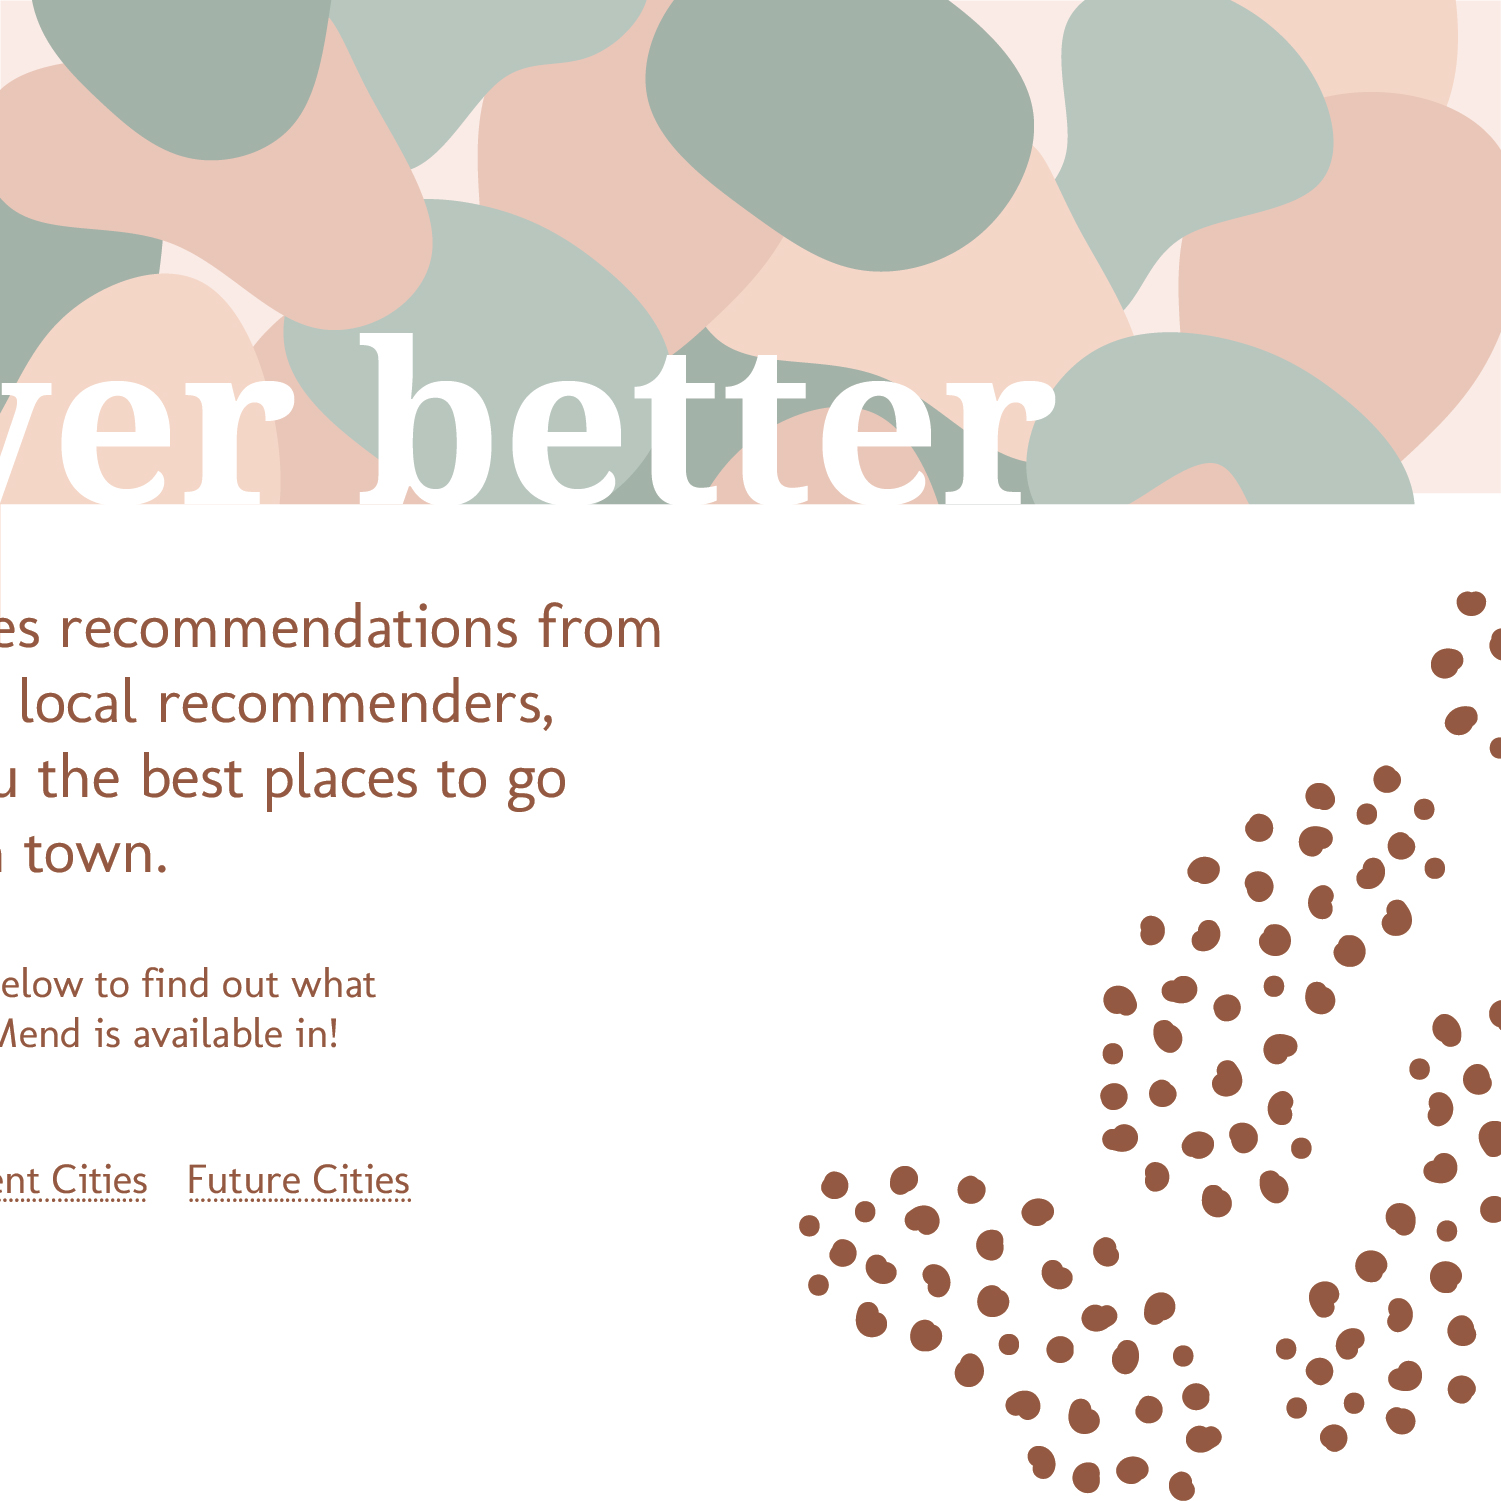 ver better
es recommendations from
local recommenders,
u the best places to go
n town.
elow to find out what
Mend is available in!
ent Cities Future Cities